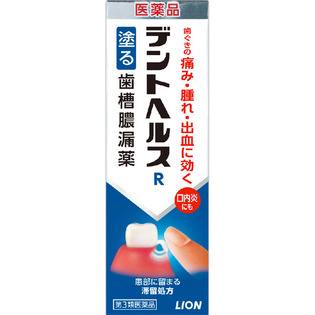 医薬品
歯ぐきの
痛み・腫れ・出血に効く
口内炎
にも
デントヘルス
R
塗る
歯槽膿漏薬
患部に留まる
滞留処方
第3類医薬品
LION